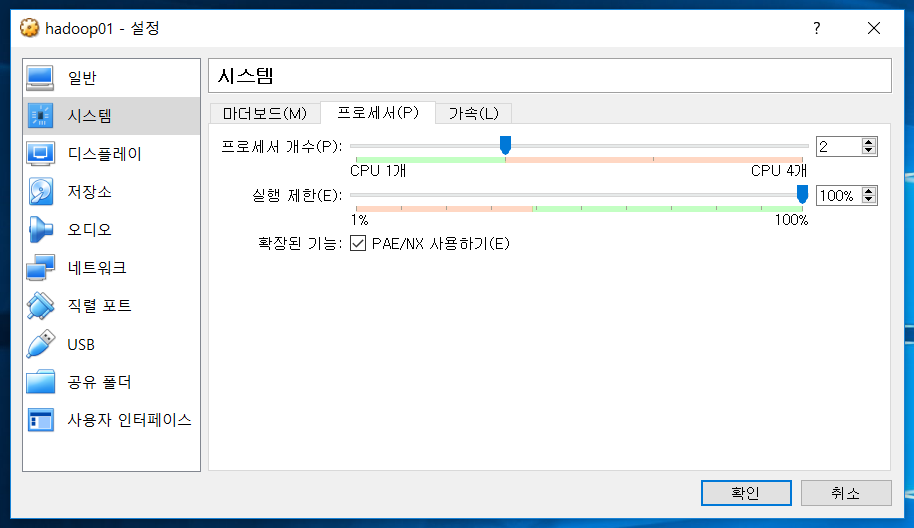 hadoop01 - 설정
?
일반
시스템
디스플레이
저장소
오디오
네트워크
직렬 포트
USB
공유 폴더
사용자 인터페이스
시스템
마더보드(M) 프로세서(P) 가속(L)
프로세서 개수(P): 2
CPU 1개 CPU 4개
실행 제한(E): 100%
1% 100%
확장된 기능: PAE/NX 사용하기(E)
확인 취소